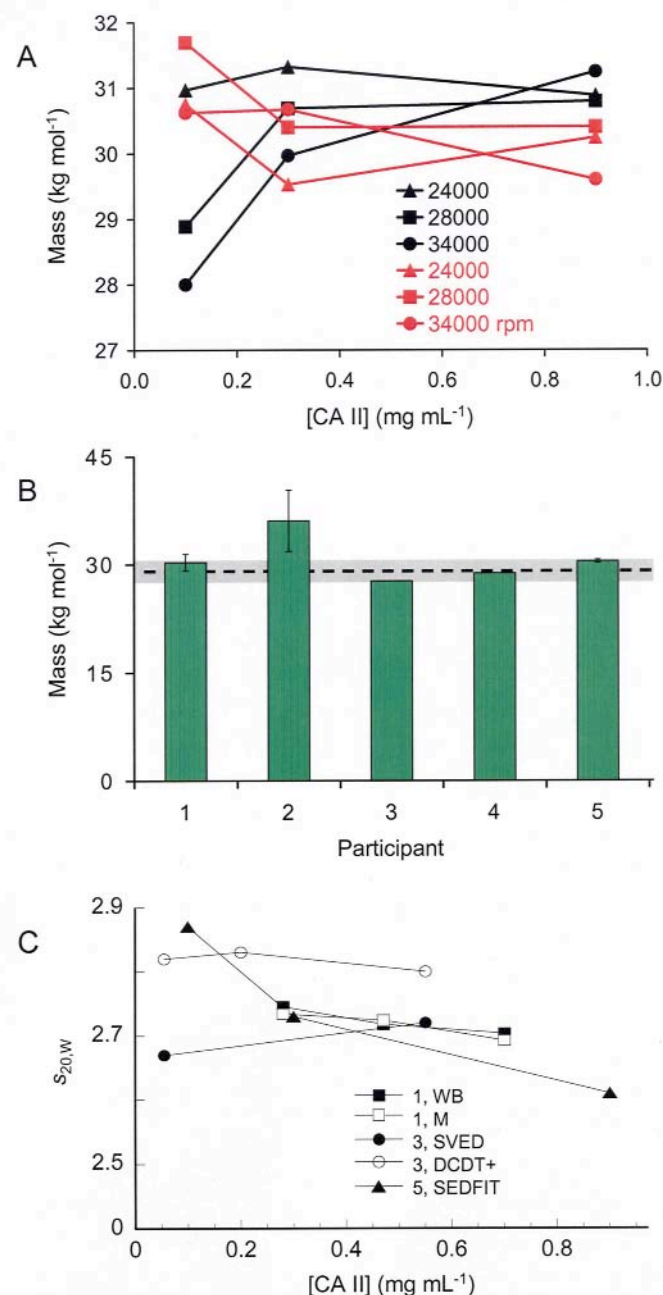 A
Mass (kg mol⁻¹)
32
31
30
29
28
27
24000
28000
34000
24000
28000
34000 rpm
0.0 0.2 0.4 0.6 0.8 1.0
[CA II] (mg mL⁻¹)
B
Mass (kg mol⁻¹)
45
30
15
0
1 2 3 4 5
Participant
C
s20,W
2.9
2.7
2.5
0
1, WB
1, M
3, SVED
3, DCDT+
5, SEDFIT
0 0.2 0.4 0.6 0.8
[CA II] (mg mL⁻¹)